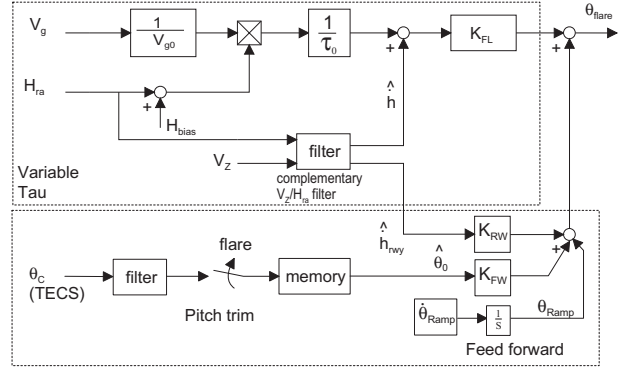 V_g
1
V_g0
1
τ_0
+
K_FL
+
θ_flare
H_ra
+
H_bias
ĥ̇
V_Z
filter
complementary
V_Z/H_ra filter
Variable
Tau
ĥ̇_rwy
K_RW
+
θ_C
(TECS)
filter
flare
Pitch trim
memory
θ̂_0
K_FW
θ̇_Ramp
1
S
θ_Ramp
Feed forward